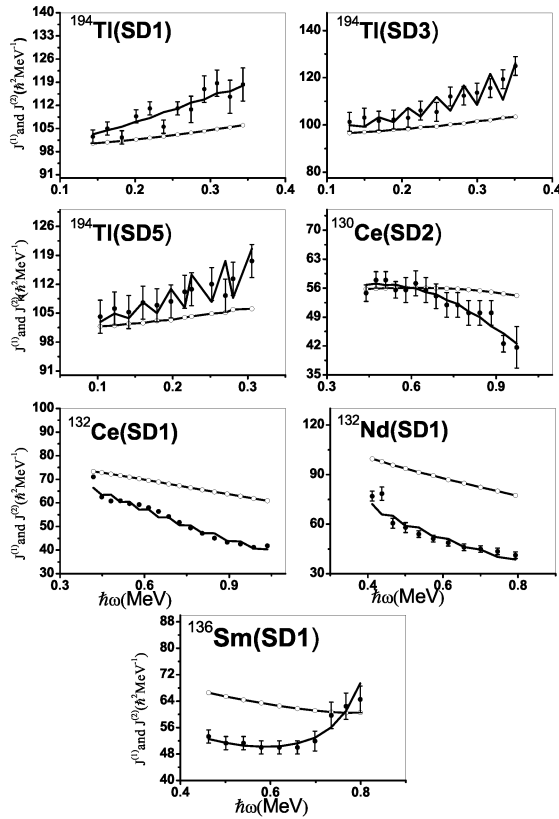 ¹⁹⁴Tl(SD1)
J⁽¹⁾and J⁽²⁾(ℏ²MeV⁻¹)
140
133
126
119
112
105
98
91
0.1 0.2 0.3 0.4
¹⁹⁴Tl(SD3)
140
120
100
80
0.1 0.2 0.3 0.4
¹⁹⁴Tl(SD5)
J⁽¹⁾ and J⁽²⁾(ℏ²MeV⁻¹)
126
119
112
105
98
91
0.1 0.2 0.3
¹³⁰Ce(SD2)
77
70
63
56
49
42
35
0.3 0.6 0.9
¹³²Ce(SD1)
J⁽¹⁾ and J⁽²⁾(ℏ²MeV⁻¹)
100
90
80
70
60
50
40
30
0.3 0.6 0.9
ℏω(MeV)
¹³²Nd(SD1)
120
90
60
30
0.4 0.6 0.8
ℏω(MeV)
¹³⁶Sm(SD1)
J⁽¹⁾and J⁽²⁾(ℏ²MeV⁻¹)
88
80
72
64
56
48
40
0.4 0.6 0.8
ℏω(MeV)